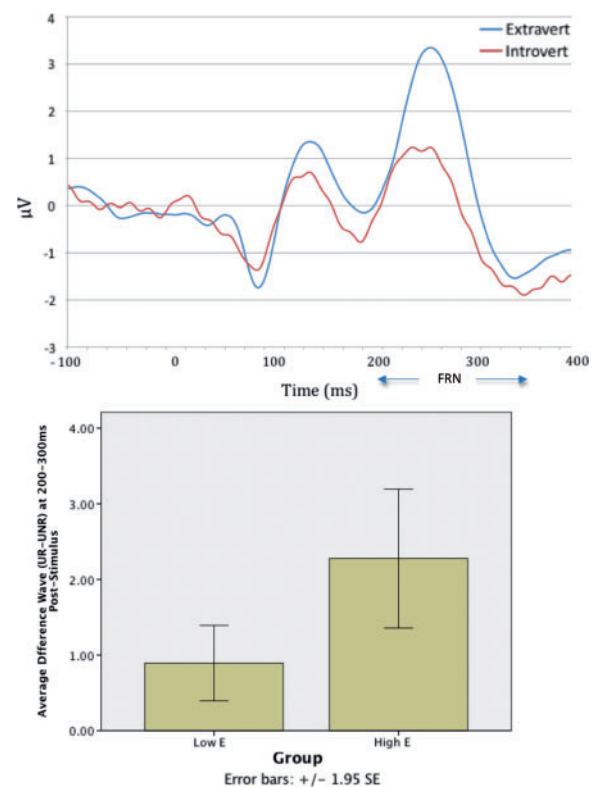 4
Extravert
3
Introvert
2
1
0
μV
-1
-2
-3
-100 0 100 200 300 400
Time (ms)
FRN
4.00
3.00
2.00
1.00
0.00
Average Dfference Wave (UR-UNR) at 200-300ms
Post-Stimulus
Low E High E
Group
Error bars: +/- 1.95 SE